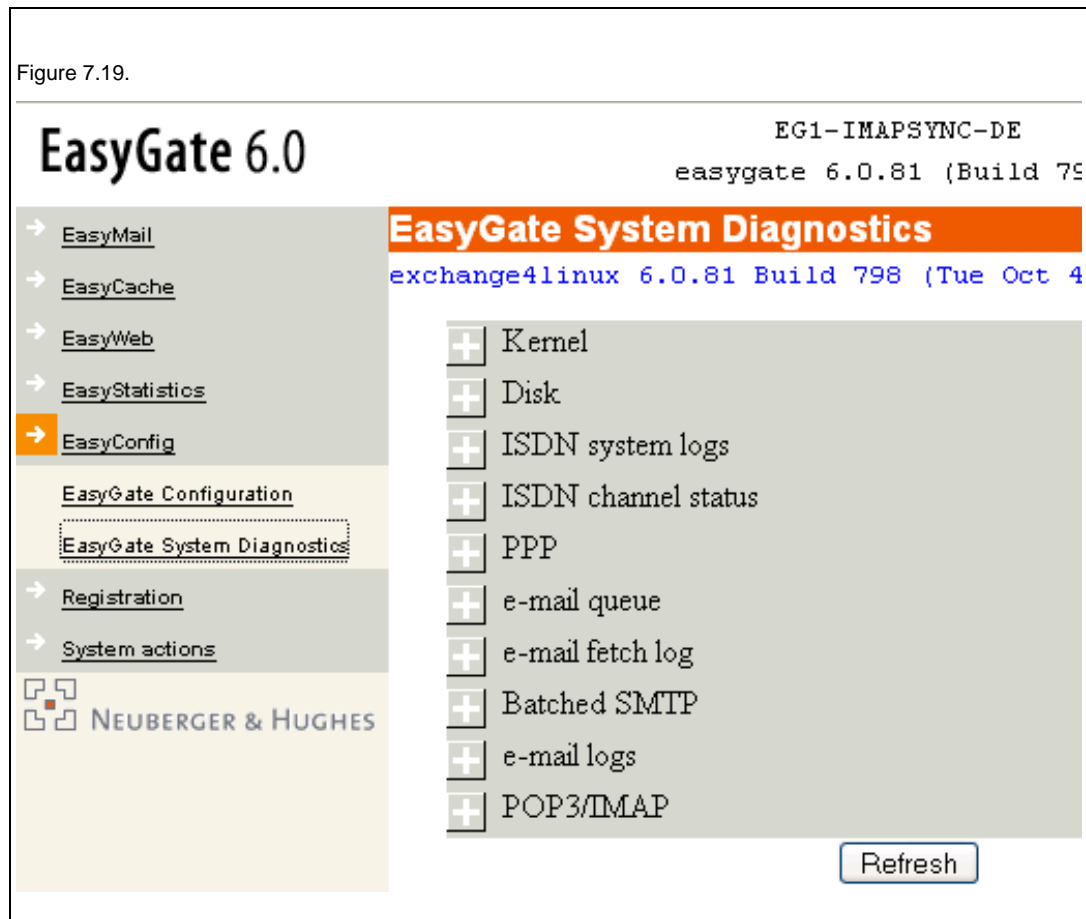 Figure 7.19.
EasyGate 6.0
EG1-IMAPSYNC-DE
easygate 6.0.81 (Build 79
EasyMail
EasyCache
EasyWeb
EasyStatistics
EasyConfig
EasyGate Configuration
EasyGate System Diagnostics
Registration
System actions
NEUBERGER & HUGHES
EasyGate System Diagnostics
exchange4linux 6.0.81 Build 798 (Tue Oct 4
Kernel
Disk
ISDN system logs
ISDN channel status
PPP
e-mail queue
e-mail fetch log
Batched SMTP
e-mail logs
POP3/IMAP
Refresh